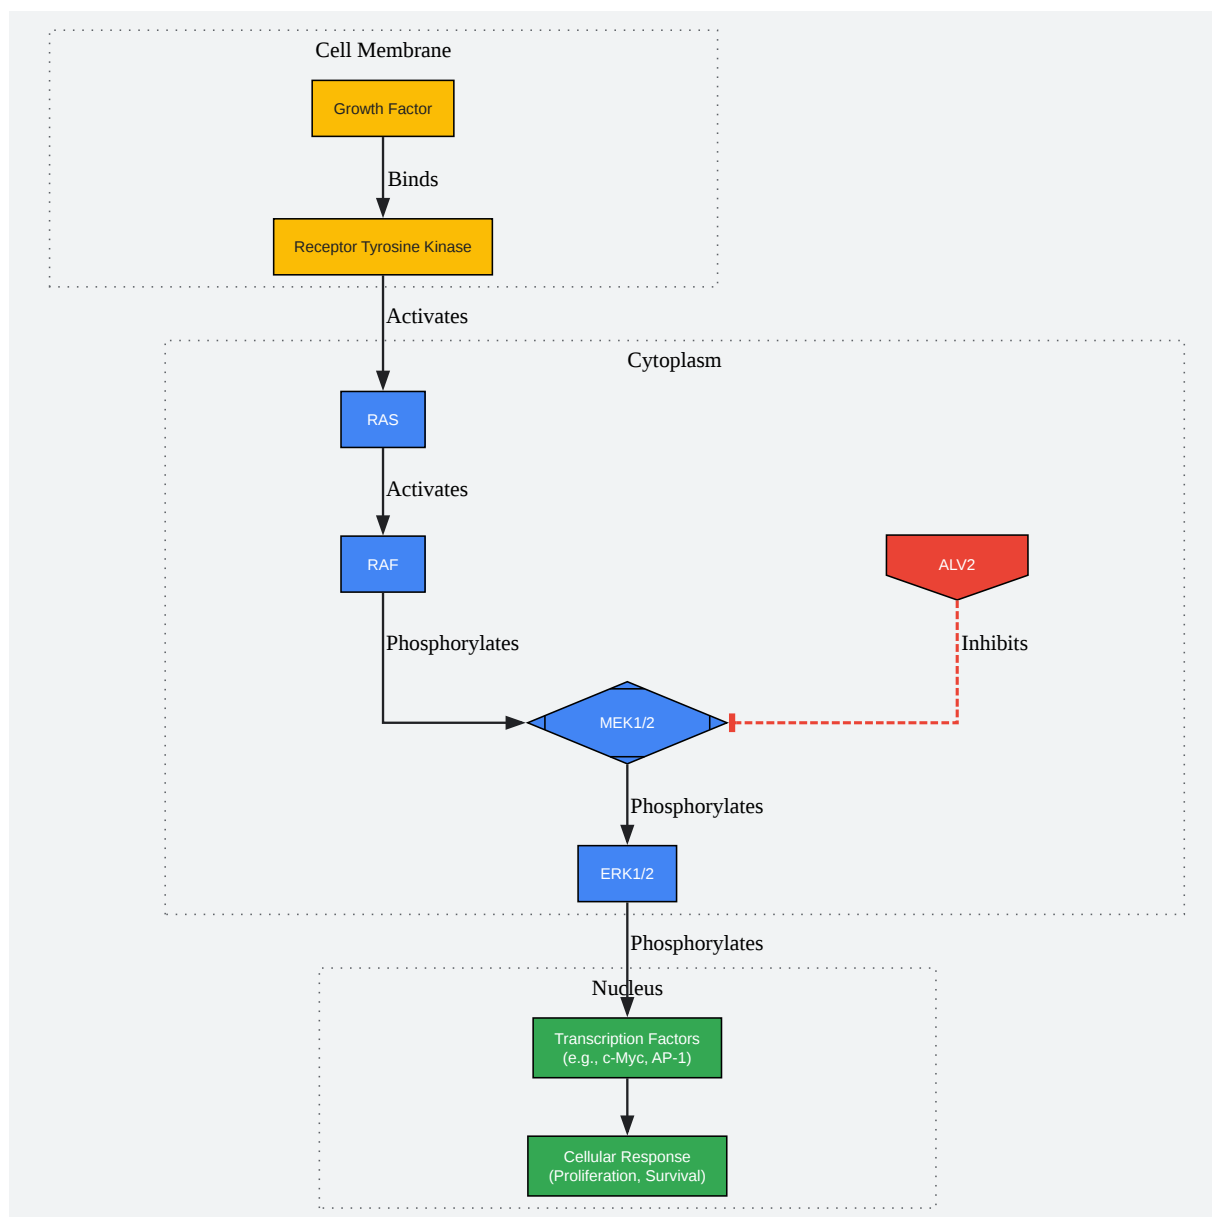 Cell Membrane
Growth Factor
Binds
Receptor Tyrosine Kinase
Activates
Cytoplasm
RAS
Activates
RAF
ALV2
Phosphorylates
Inhibits
MEK1/2
Phosphorylates
ERK1/2
Phosphorylates
Nucleus
Transcription Factors
(e.g., c-Myc, AP-1)
Cellular Response
(Proliferation, Survival)